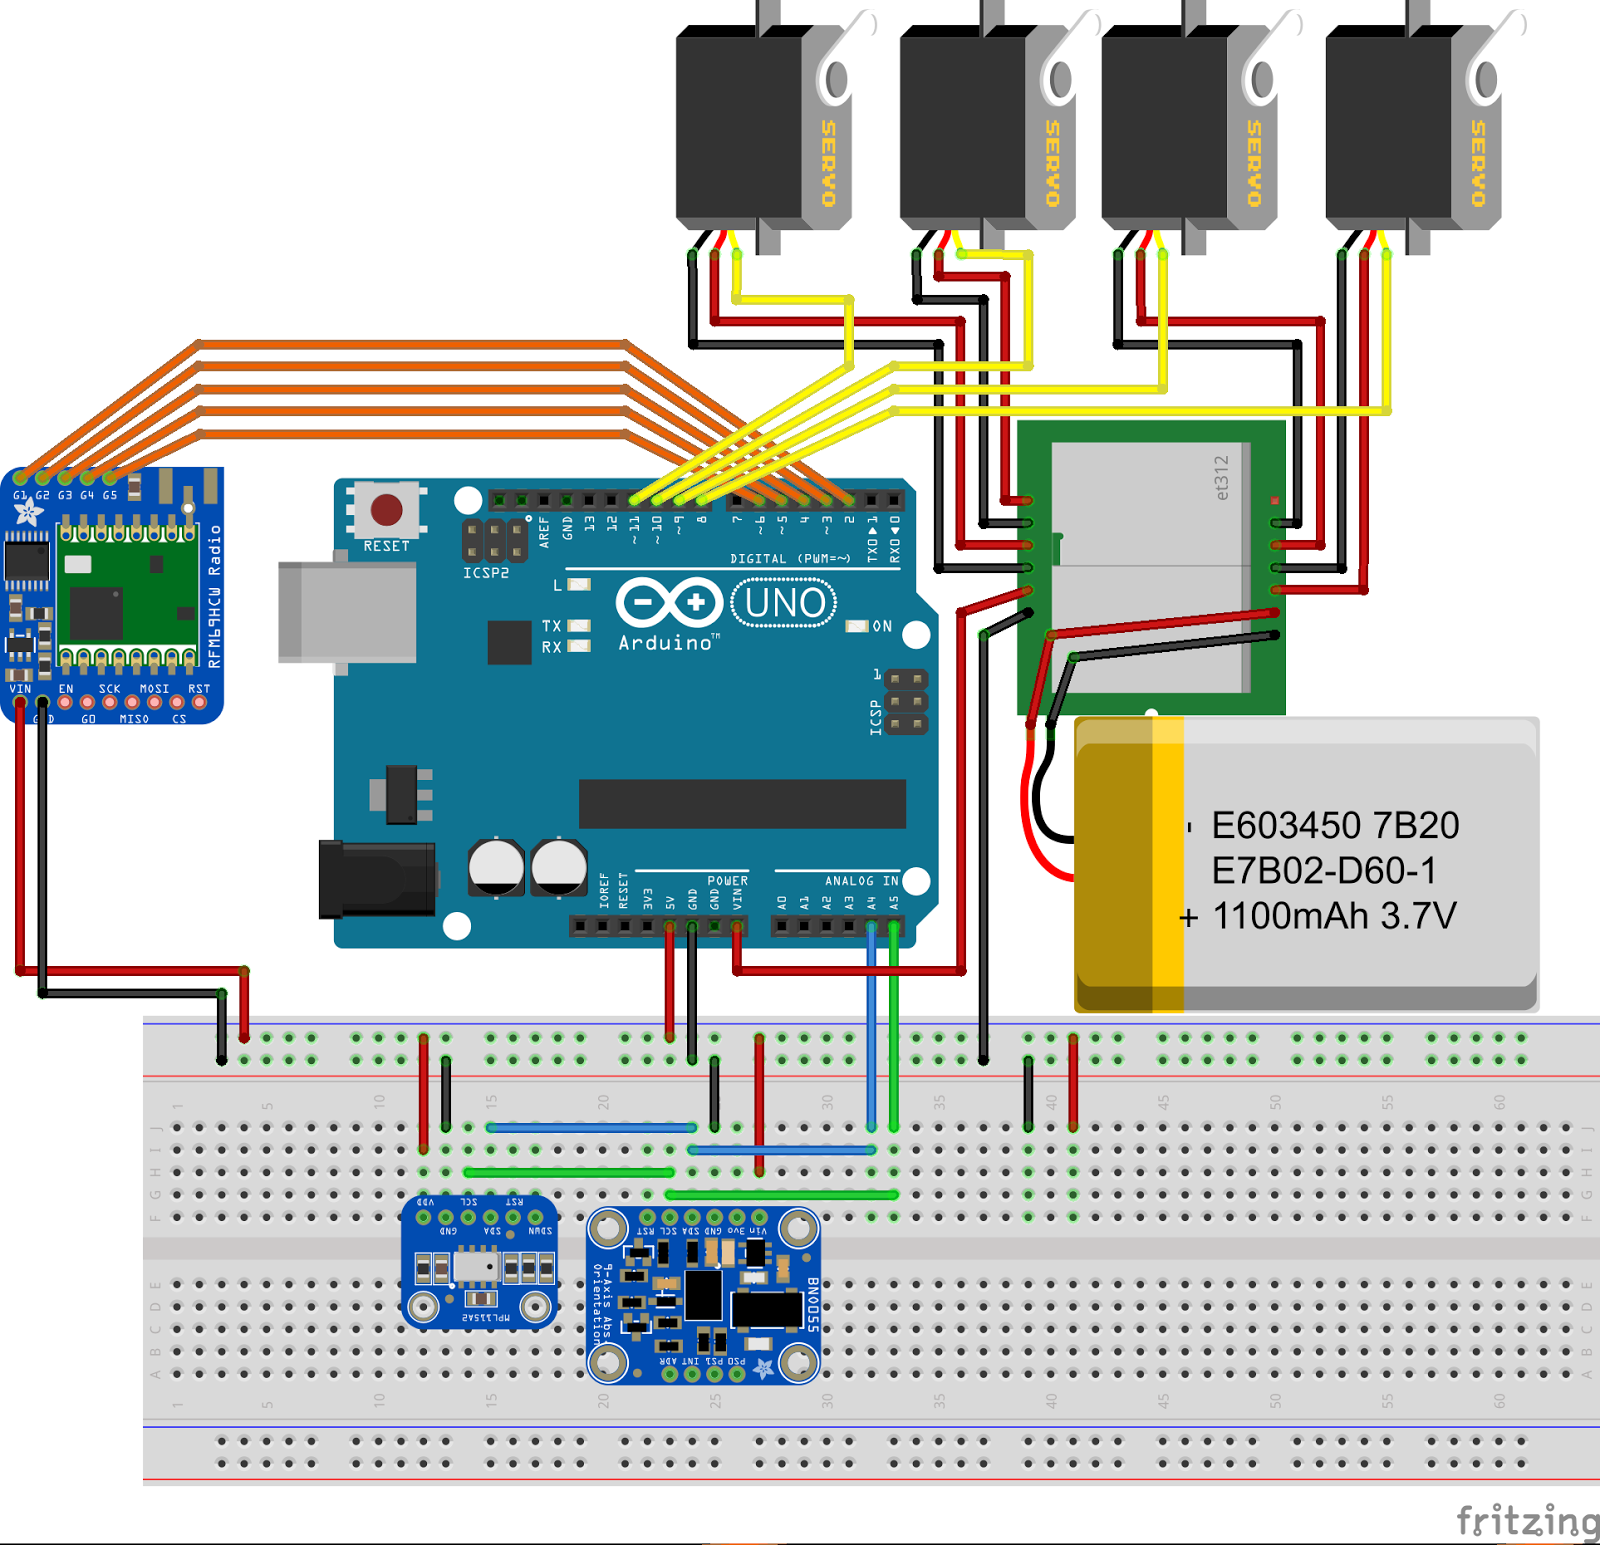 SERVO
SERVO
SERVO
SERVO
G1 G2 G3 G4 G5
RFM69HCW Radio
VIN EN SCK MOSI RST
GND G0 MISO CS
RESET
ICSP2
AREF
GND
13
12
~11
~10
~9
8
7
~6
~5
4
~3
2
TX0▶1
RX0◀0
DIGITAL (PWM=~)
L
TX
RX
UNO
Arduino™
ON
1
ICSP
et312
E603450 7B20
E7B02-D60-1
1100mAh 3.7V
-
+
POWER
ANALOG IN
IOREF
RESET
3V3
5V
GND
GND
VIN
A0
A1
A2
A3
A4
A5
1 5 10 15 20 30 35 40 45 50 55 60
J J
I I
H H
G G
F F
VDD SCL RST
GND SDA SDWN
MPL115A2
RST SCL SDA GND 3vo Vin
9-Axis Abs.
Orientation
BNO055
ADR INT PS1 PS0
E E
D D
C C
B B
A A
1 5 10 15 20 25 30 35 40 45 50 55 60
fritzing